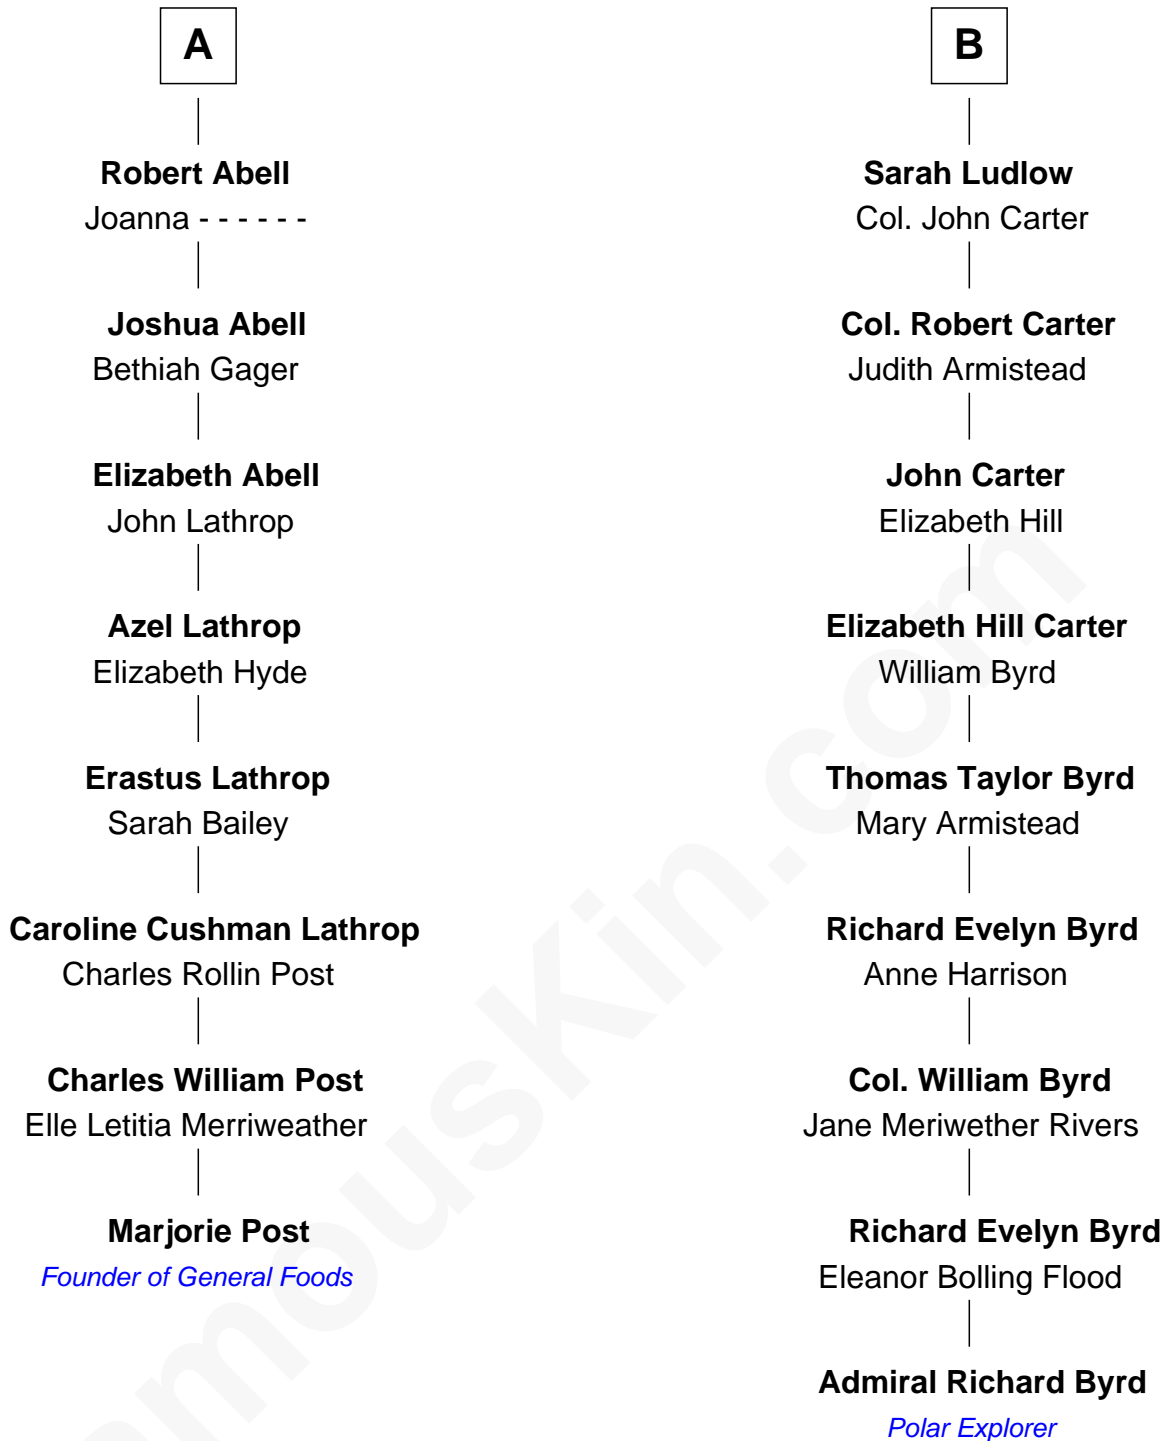 A
Robert Abell
Joanna - - - - - -
Joshua Abell
Bethiah Gager
Elizabeth Abell
John Lathrop
Azel Lathrop
Elizabeth Hyde
Erastus Lathrop
Sarah Bailey
Caroline Cushman Lathrop
Charles Rollin Post
Charles William Post
Elle Letitia Merriweather
Marjorie Post
Founder of General Foods
B
Sarah Ludlow
Col. John Carter
Col. Robert Carter
Judith Armistead
John Carter
Elizabeth Hill
Elizabeth Hill Carter
William Byrd
Thomas Taylor Byrd
Mary Armistead
Richard Evelyn Byrd
Anne Harrison
Col. William Byrd
Jane Meriwether Rivers
Richard Evelyn Byrd
Eleanor Bolling Flood
Admiral Richard Byrd
Polar Explorer
amouskin.com